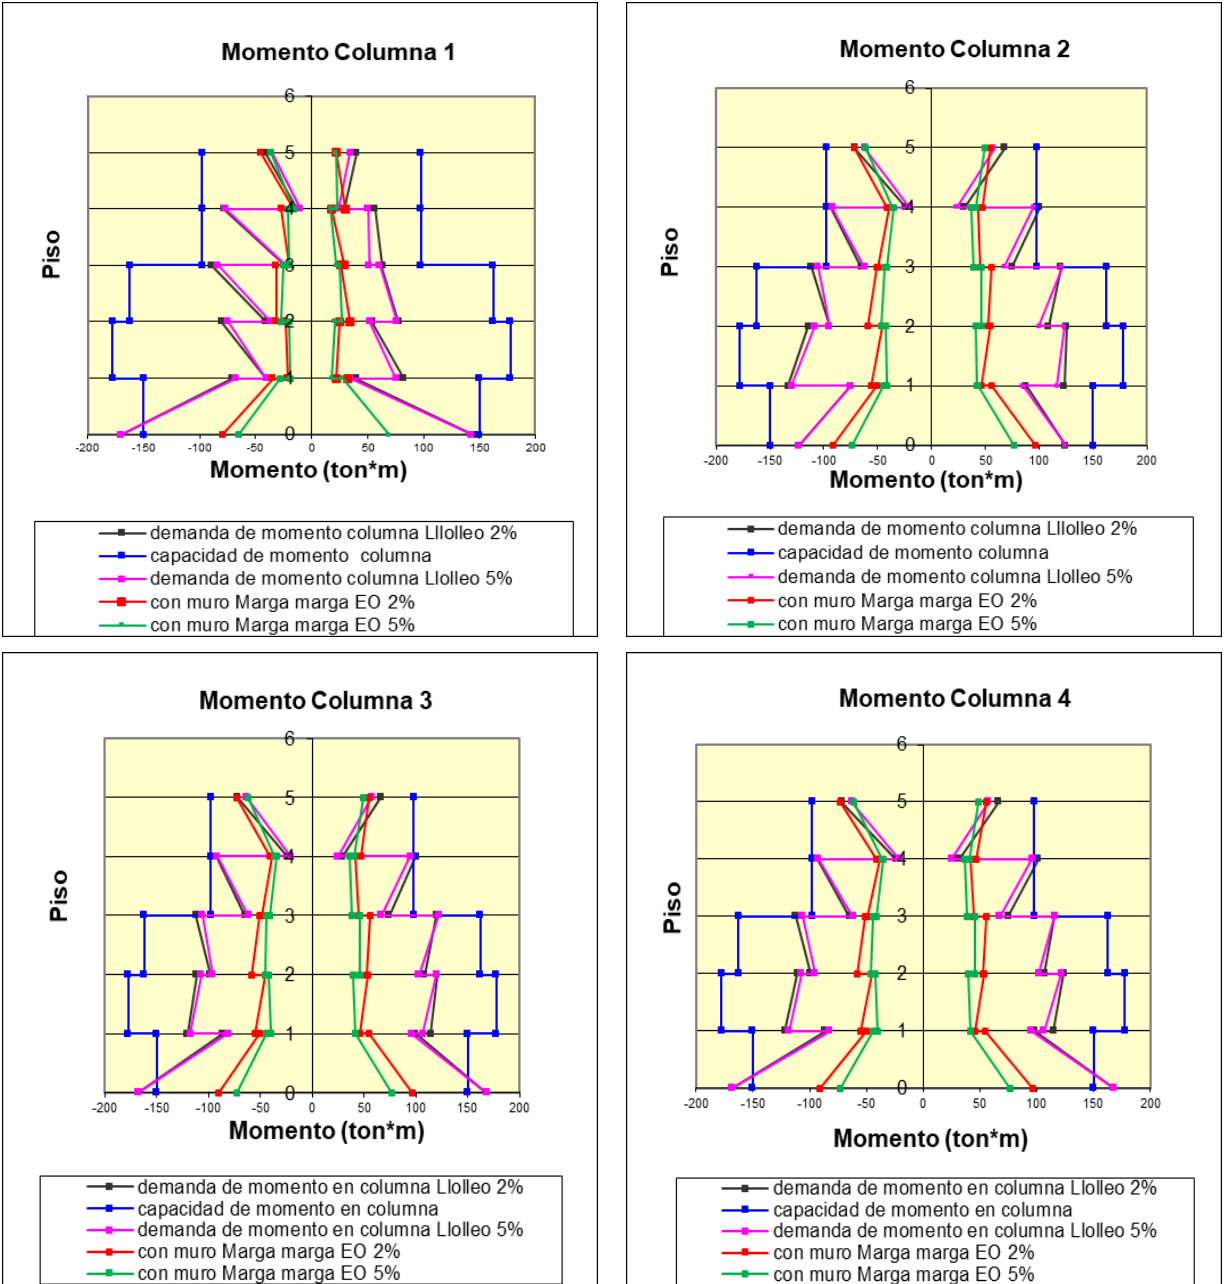 Momento Columna 1
6
5
4
3
2
1
0
Piso
-200 -150 -100 -50 0 50 100 150 200
Momento (ton*m)
demanda de momento columna Lllolleo 2%
capacidad de momento columna
demanda de momento columna Llolleo 5%
con muro Marga marga EO 2%
con muro Marga marga EO 5%
Momento Columna 2
6
5
4
3
2
1
0
Piso
-200 -150 -100 -50 0 50 100 150 200
Momento (ton*m)
demanda de momento columna Lllolleo 2%
capacidad de momento columna
demanda de momento columna Llolleo 5%
con muro Marga marga EO 2%
con muro Marga marga EO 5%
Momento Columna 3
6
5
4
3
2
1
0
Piso
-200 -150 -100 -50 0 50 100 150 200
Momento (ton*m)
demanda de momento en columna Llolleo 2%
capacidad de momento en columna
demanda de momento en columna Llolleo 5%
con muro Marga marga EO 2%
con muro Marga marga EO 5%
Momento Columna 4
6
5
4
3
2
1
0
Piso
-200 -150 -100 -50 0 50 100 150 200
Momento (ton*m)
demanda de momento en columna Llolleo 2%
capacidad de momento en columna
demanda de momento en columna Llolleo 5%
con muro Marga marga EO 2%
con muro Marga marga EO 5%